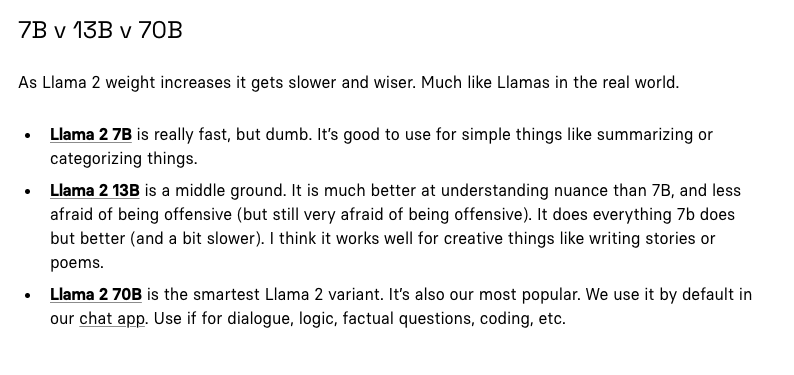 7B v 13B v 70B
As Llama 2 weight increases it gets slower and wiser. Much like Llamas in the real world.
• Llama 2 7B is really fast, but dumb. It’s good to use for simple things like summarizing or
categorizing things.
• Llama 2 13B is a middle ground. It is much better at understanding nuance than 7B, and less
afraid of being offensive (but still very afraid of being offensive). It does everything 7b does
but better (and a bit slower). I think it works well for creative things like writing stories or
poems.
• Llama 2 70B is the smartest Llama 2 variant. It’s also our most popular. We use it by default in
our chat app. Use if for dialogue, logic, factual questions, coding, etc.